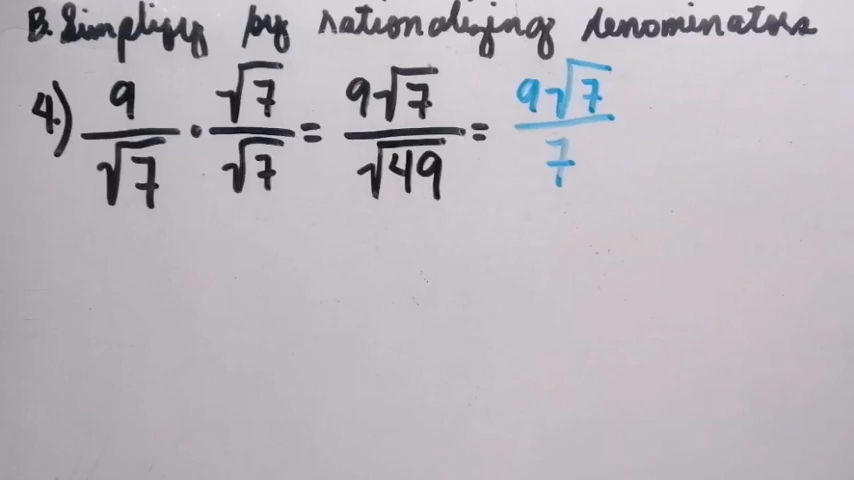 B. Simplify by rationalizing denominators
4.) 9/√7 · √7/√7 = 9√7/√49 = 9√7/7